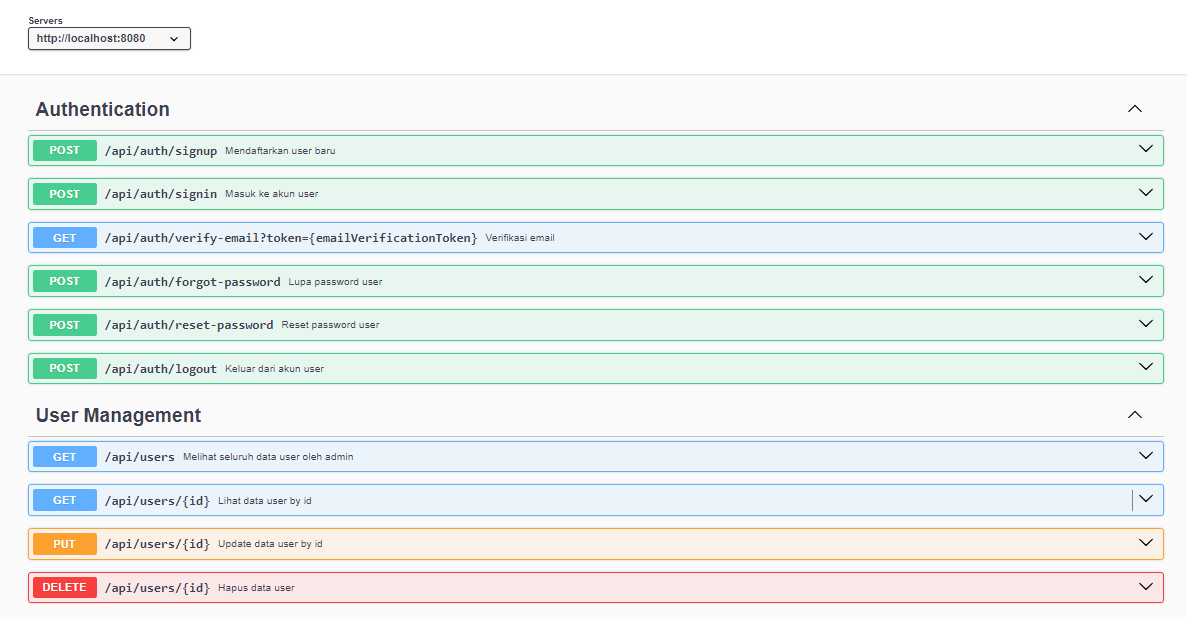 Servers
http://localhost:8080
Authentication
POST /api/auth/signup Mendaftarkan user baru
POST /api/auth/signin Masuk ke akun user
GET /api/auth/verify-email?token={emailVerificationToken} Verifikasi email
POST /api/auth/forgot-password Lupa password user
POST /api/auth/reset-password Reset password user
POST /api/auth/logout Keluar dari akun user
User Management
GET /api/users Melihat seluruh data user oleh admin
GET /api/users/{id} Lihat data user by id
PUT /api/users/{id} Update data user by id
DELETE /api/users/{id} Hapus data user